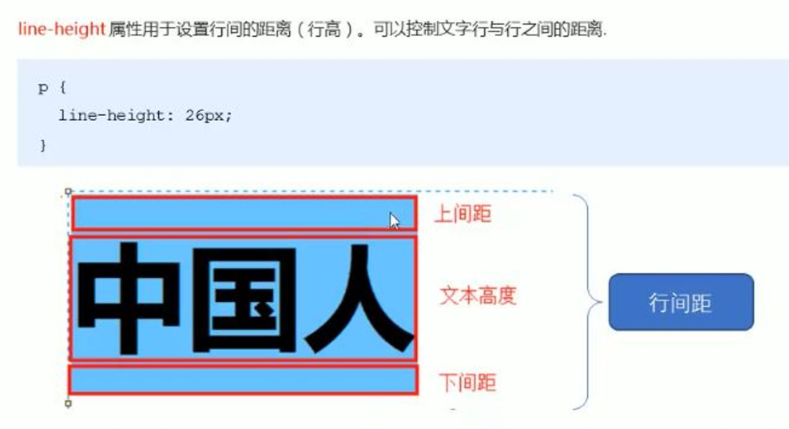 line-height 属性用于设置行间的距离（行高）。可以控制文字行与行之间的距离.
p {
  line-height: 26px;
}
上间距
中国人
文本高度
行间距
下间距